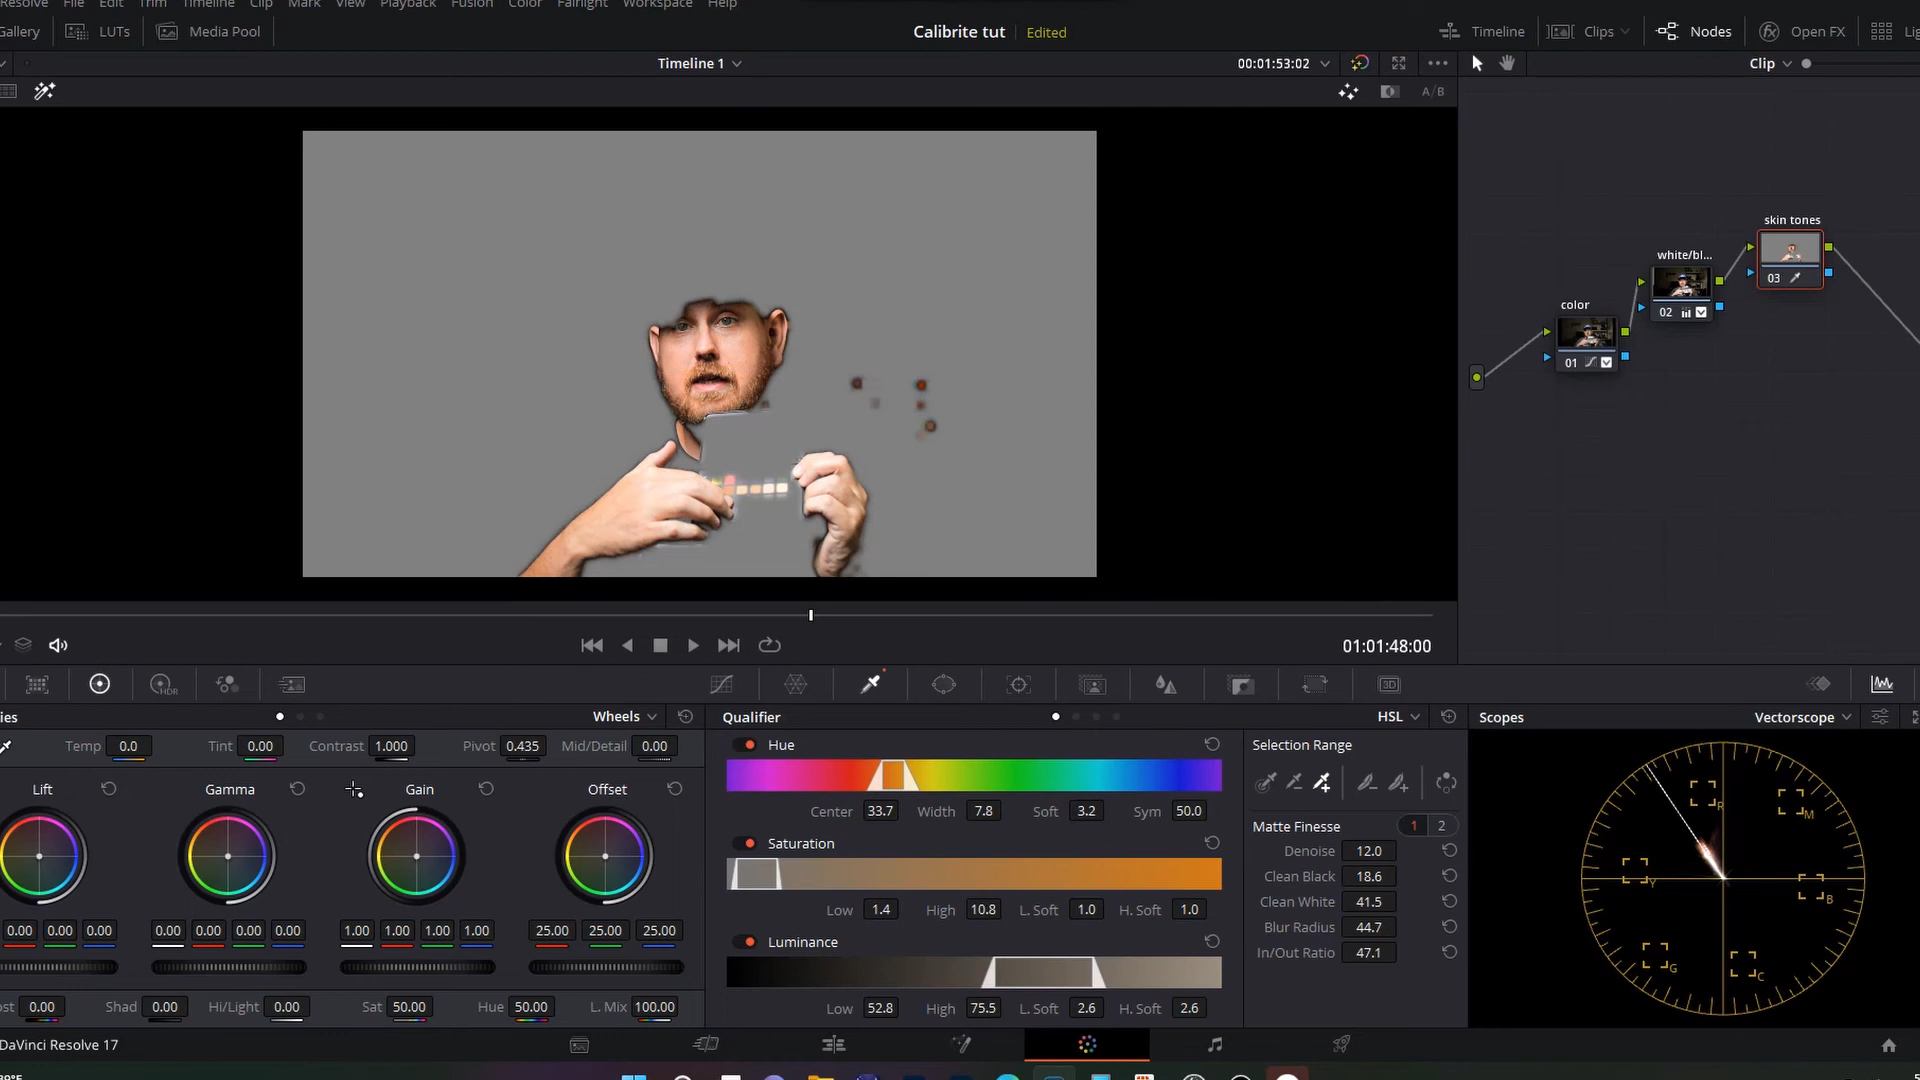 Resolve File Edit Trim Timeline Clip Mark View Playback Fusion Color Fairlight Workspace Help
Gallery LUTs Media Pool Calibrite tut Edited Timeline Clips Nodes Open FX
Timeline 1 00:01:53:02 Clip
A/B
skin tones
03
white/bl...
02
color
01
01:01:48:00
HDR 3D
Wheels Qualifier HSL Scopes Vectorscope
Temp 0.0 Tint 0.00 Contrast 1.000 Pivot 0.435 Mid/Detail 0.00
Hue
Selection Range
Lift Gamma Gain Offset
Center 33.7 Width 7.8 Soft 3.2 Sym 50.0
Matte Finesse 1 2
Saturation
Denoise 12.0
Clean Black 18.6
Clean White 41.5
Low 1.4 High 10.8 L. Soft 1.0 H. Soft 1.0
Blur Radius 44.7
In/Out Ratio 47.1
0.00 0.00 0.00 0.00 0.00 0.00 0.00 1.00 1.00 1.00 1.00 25.00 25.00 25.00
Luminance
0.00 Shad 0.00 Hi/Light 0.00 Sat 50.00 Hue 50.00 L. Mix 100.00
Low 52.8 High 75.5 L. Soft 2.6 H. Soft 2.6
R
M
Y
B
G
C
DaVinci Resolve 17